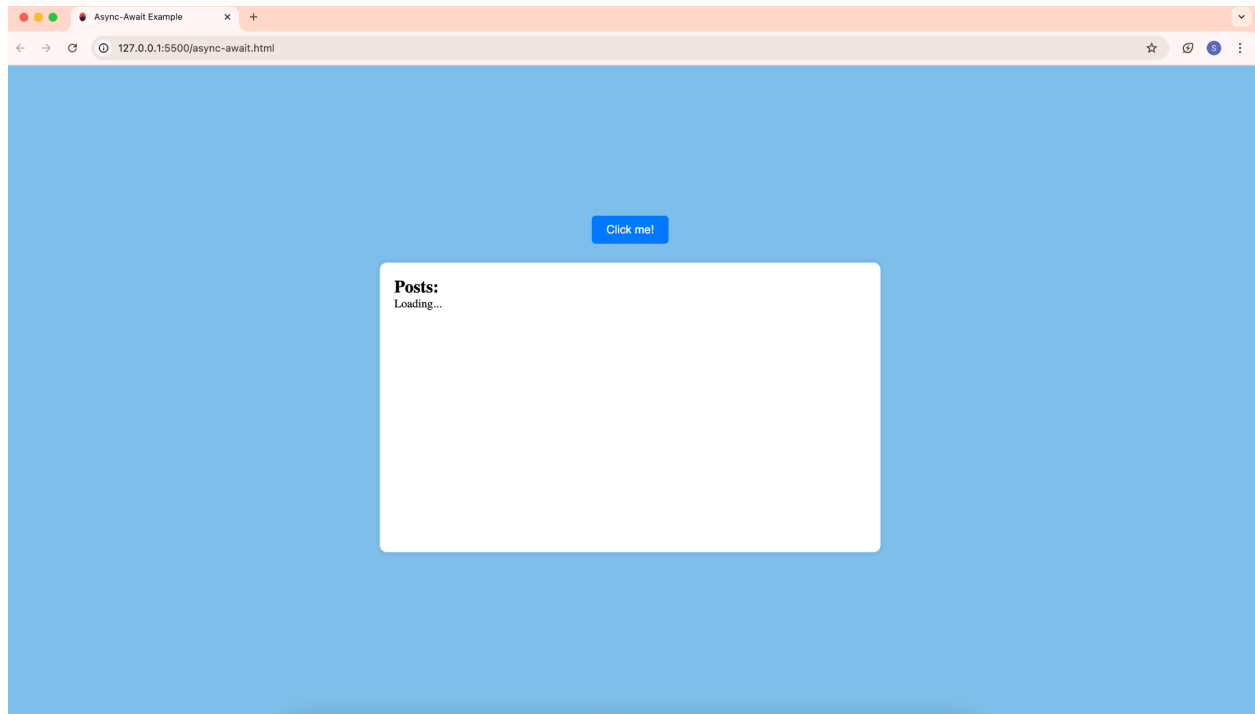 Async-Await Example
127.0.0.1:5500/async-await.html
S
Click me!
Posts:
Loading...